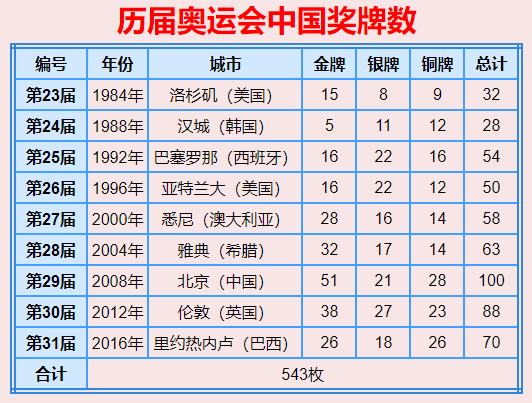 历届奥运会中国奖牌数
编号 年份 城市 金牌 银牌 铜牌 总计
第23届 1984年 洛杉矶（美国） 15 8 9 32
第24届 1988年 汉城（韩国） 5 11 12 28
第25届 1992年 巴塞罗那（西班牙） 16 22 16 54
第26届 1996年 亚特兰大（美国） 16 22 12 50
第27届 2000年 悉尼（澳大利亚） 28 16 14 58
第28届 2004年 雅典（希腊） 32 17 14 63
第29届 2008年 北京（中国） 51 21 28 100
第30届 2012年 伦敦（英国） 38 27 23 88
第31届 2016年 里约热内卢（巴西） 26 18 26 70
合计 543枚